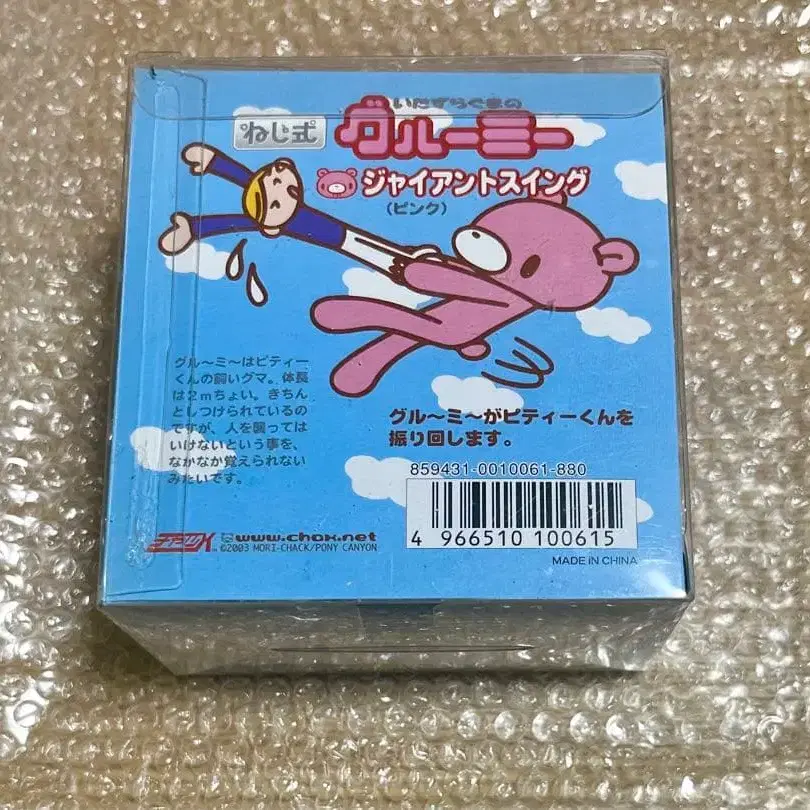 いたずらぐまの
ねじ式
グル～ミ～
ジャイアントスイング
(ピンク)
グル～ミ～はピティー
くんの飼いグマ。体長
は2mちょい。きちん
としつけられているの
ですが、人を襲っては
いけないという事を、
なかなか覚えられない
みたいです。
グル～ミ～がピティーくんを
振り回します。
859431-0010061-880
4 966510 100615
MADE IN CHINA
www.chax.net
©2003 MORI-CHACK/PONY CANYON